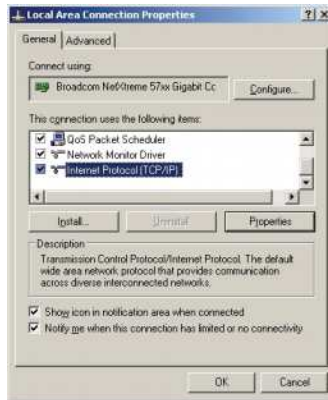 Local Area Connection Properties
General Advanced
Connect using:
Broadcom NetXtreme 57xx Gigabit Cc
Configure...
This connection uses the following items:
QoS Packet Scheduler
Network Monitor Driver
Internet Protocol (TCP/IP)
Install... Uninstall Properties
Description
Transmission Control Protocol/Internet Protocol. The default
wide area network protocol that provides communication
across diverse interconnected networks.
Show icon in notification area when connected
Notify me when this connection has limited or no connectivity
OK Cancel